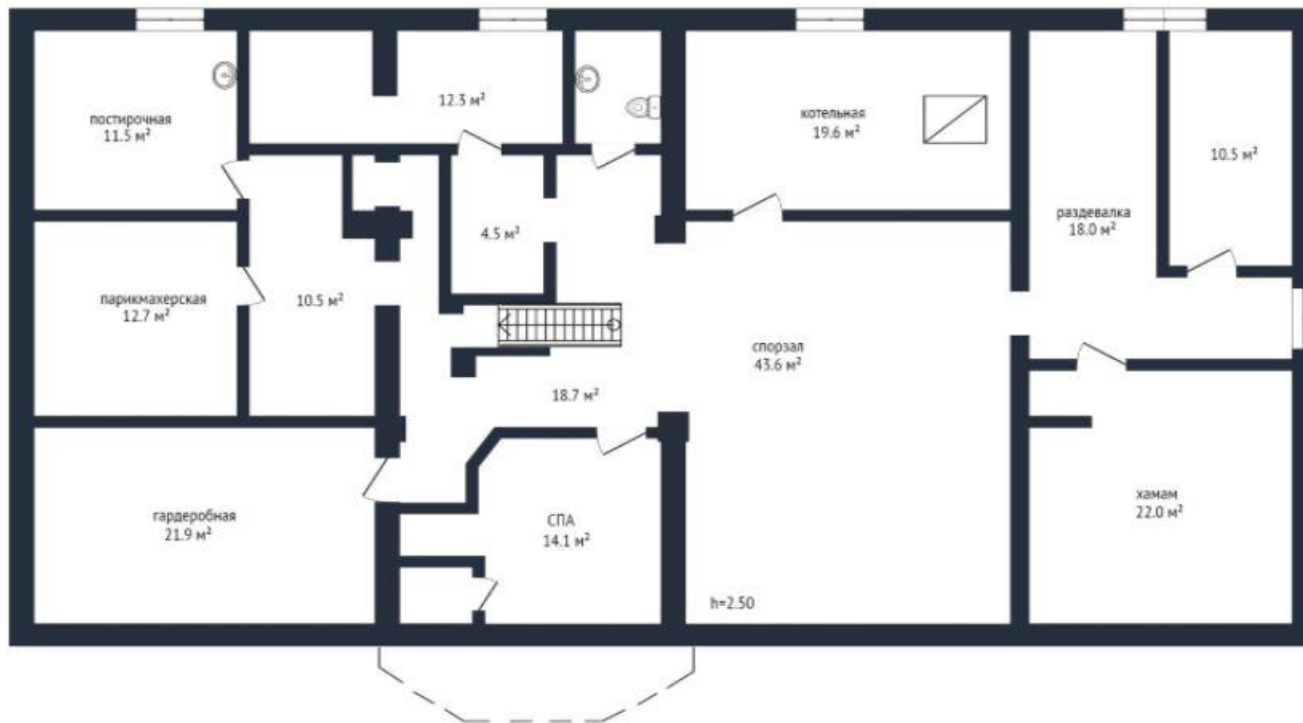 постирочная
11.5 м²
12.3 м²
котельная
19.6 м²
10.5 м²
раздевалка
18.0 м²
4.5 м²
парикмахерская
12.7 м²
10.5 м²
спорзал
43.6 м²
18.7 м²
гардеробная
21.9 м²
СПА
14.1 м²
хамам
22.0 м²
h=2.50